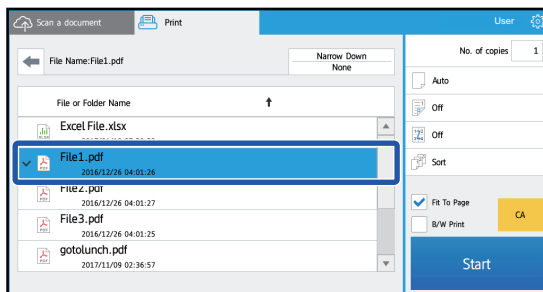 Scan a document
Print
User
File Name:File1.pdf
Narrow Down
None
No. of copies 1
Auto
File or Folder Name
Off
Excel File.xlsx
Off
File1.pdf
2016/12/26 04:01:26
Sort
File2.pdf
2016/12/26 04:01:27
Fit To Page
File3.pdf
2016/12/26 04:01:25
B/W Print
CA
gotolunch.pdf
2017/11/09 02:36:57
Start